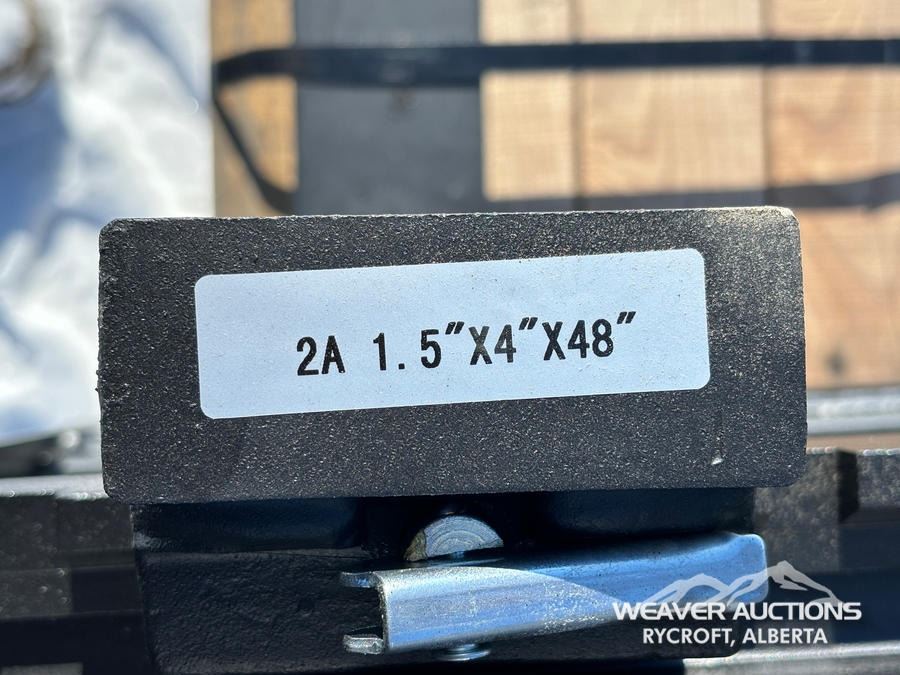 2A 1.5"X4"X48"
WEAVER AUCTIONS
RYCROFT, ALBERTA